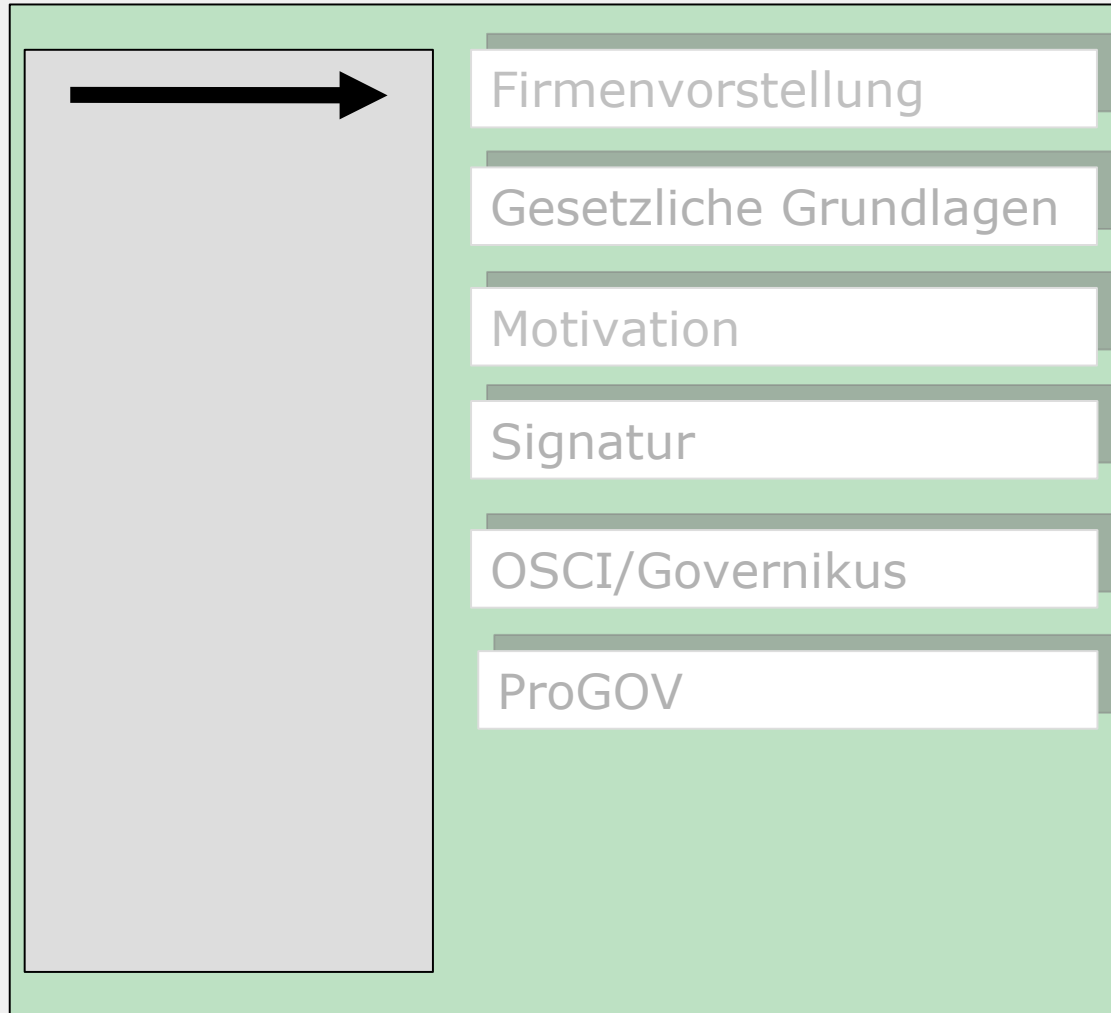 Firmenvorstellung
Gesetzliche Grundlagen
Motivation
Signatur
OSCI/Governikus
ProGOV